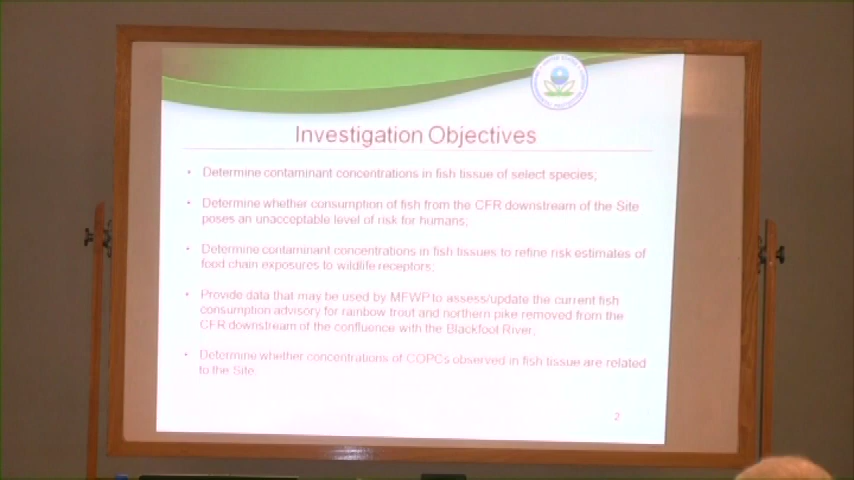 Investigation Objectives
• Determine contaminant concentrations in fish tissue of select species;
• Determine whether consumption of fish from the CFR downstream of the Site
poses an unacceptable level of risk for humans;
• Determine contaminant concentrations in fish tissues to refine risk estimates of
food chain exposures to wildlife receptors;
• Provide data that may be used by MFWP to assess/update the current fish
consumption advisory for rainbow trout and northern pike removed from the
CFR downstream of the confluence with the Blackfoot River;
• Determine whether concentrations of COPCs observed in fish tissue are related
to the Site.
2